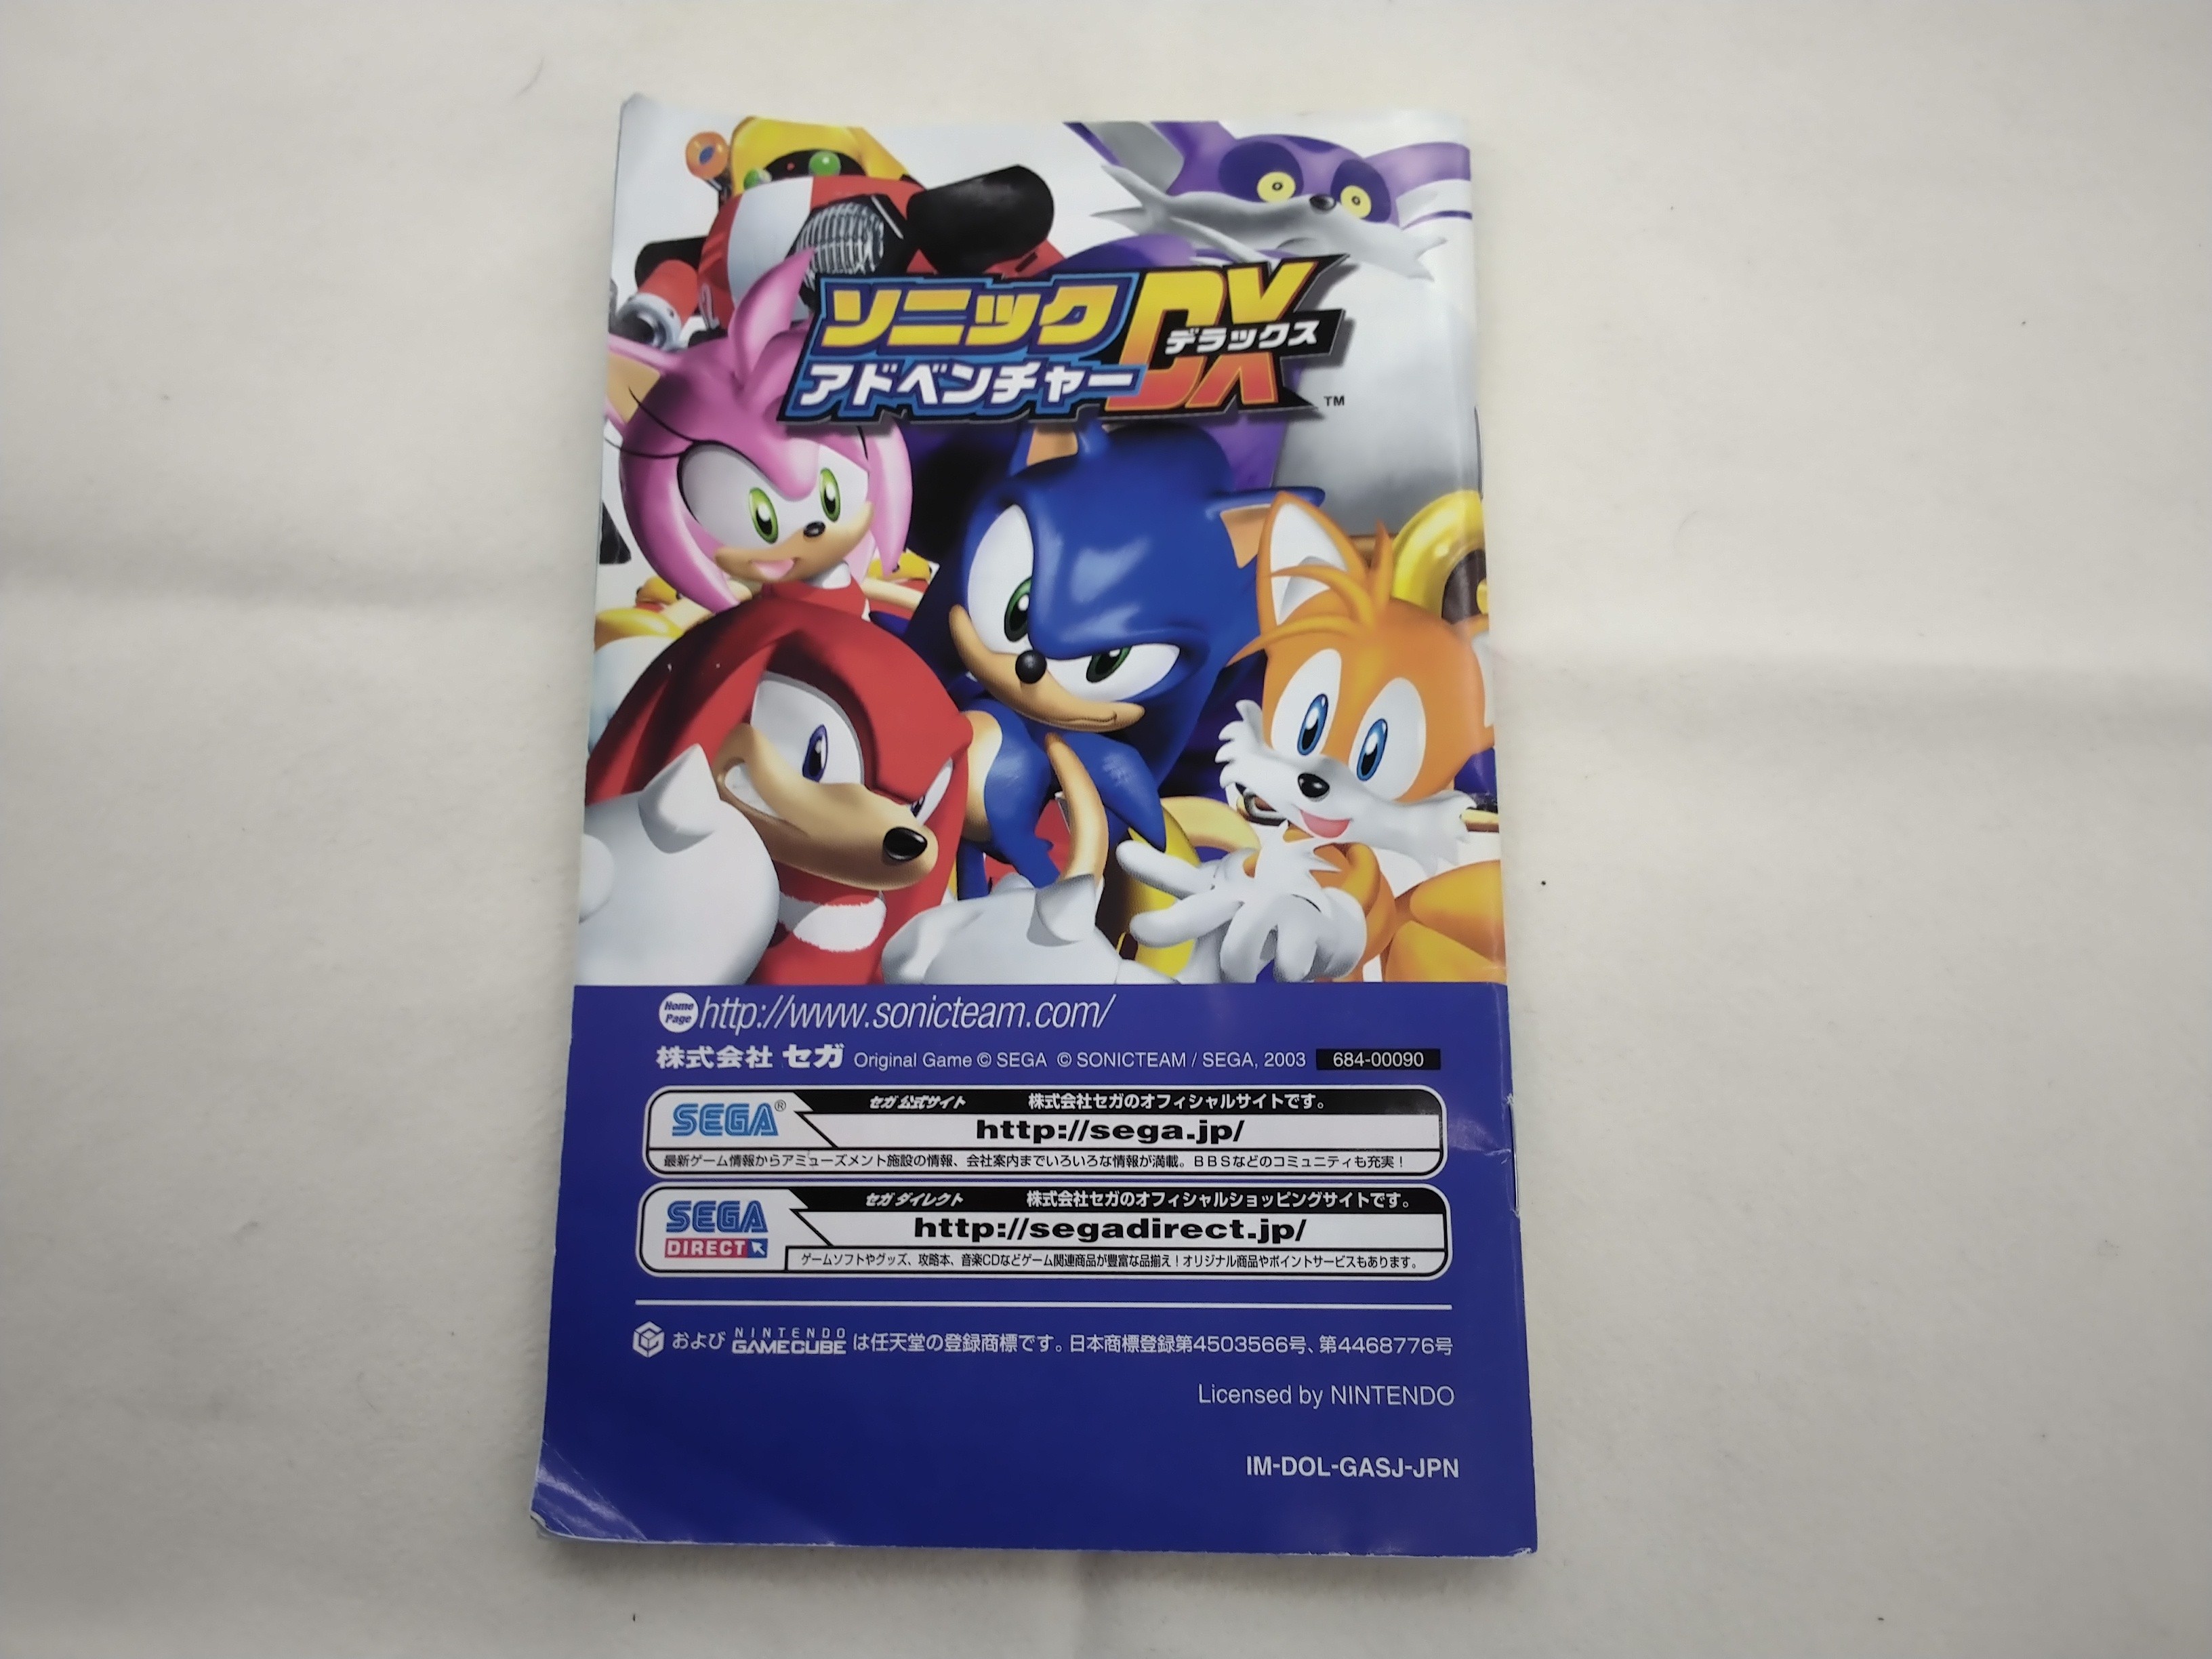 ソニック
アドベンチャー
DX
デラックス
TM
Home Page http://www.sonicteam.com/
株式会社 セガ Original Game © SEGA © SONICTEAM / SEGA, 2003 684-00090
SEGA® セガ 公式サイト 株式会社セガのオフィシャルサイトです。
http://sega.jp/
最新ゲーム情報からアミューズメント施設の情報、会社案内までいろいろな情報が満載。BBSなどのコミュニティも充実！
SEGA DIRECT セガ ダイレクト 株式会社セガのオフィシャルショッピングサイトです。
http://segadirect.jp/
ゲームソフトやグッズ、攻略本、音楽CDなどゲーム関連商品が豊富な品揃え！オリジナル商品やポイントサービスもあります。
および NINTENDO GAMECUBE は任天堂の登録商標です。日本商標登録第4503566号、第4468776号
Licensed by NINTENDO
IM-DOL-GASJ-JPN